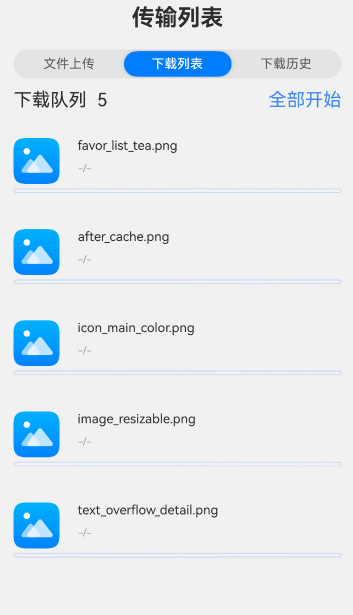 传输列表
文件上传 下载列表 下载历史
下载队列 5 全部开始
favor_list_tea.png
-/-
after_cache.png
-/-
icon_main_color.png
-/-
image_resizable.png
-/-
text_overflow_detail.png
-/-